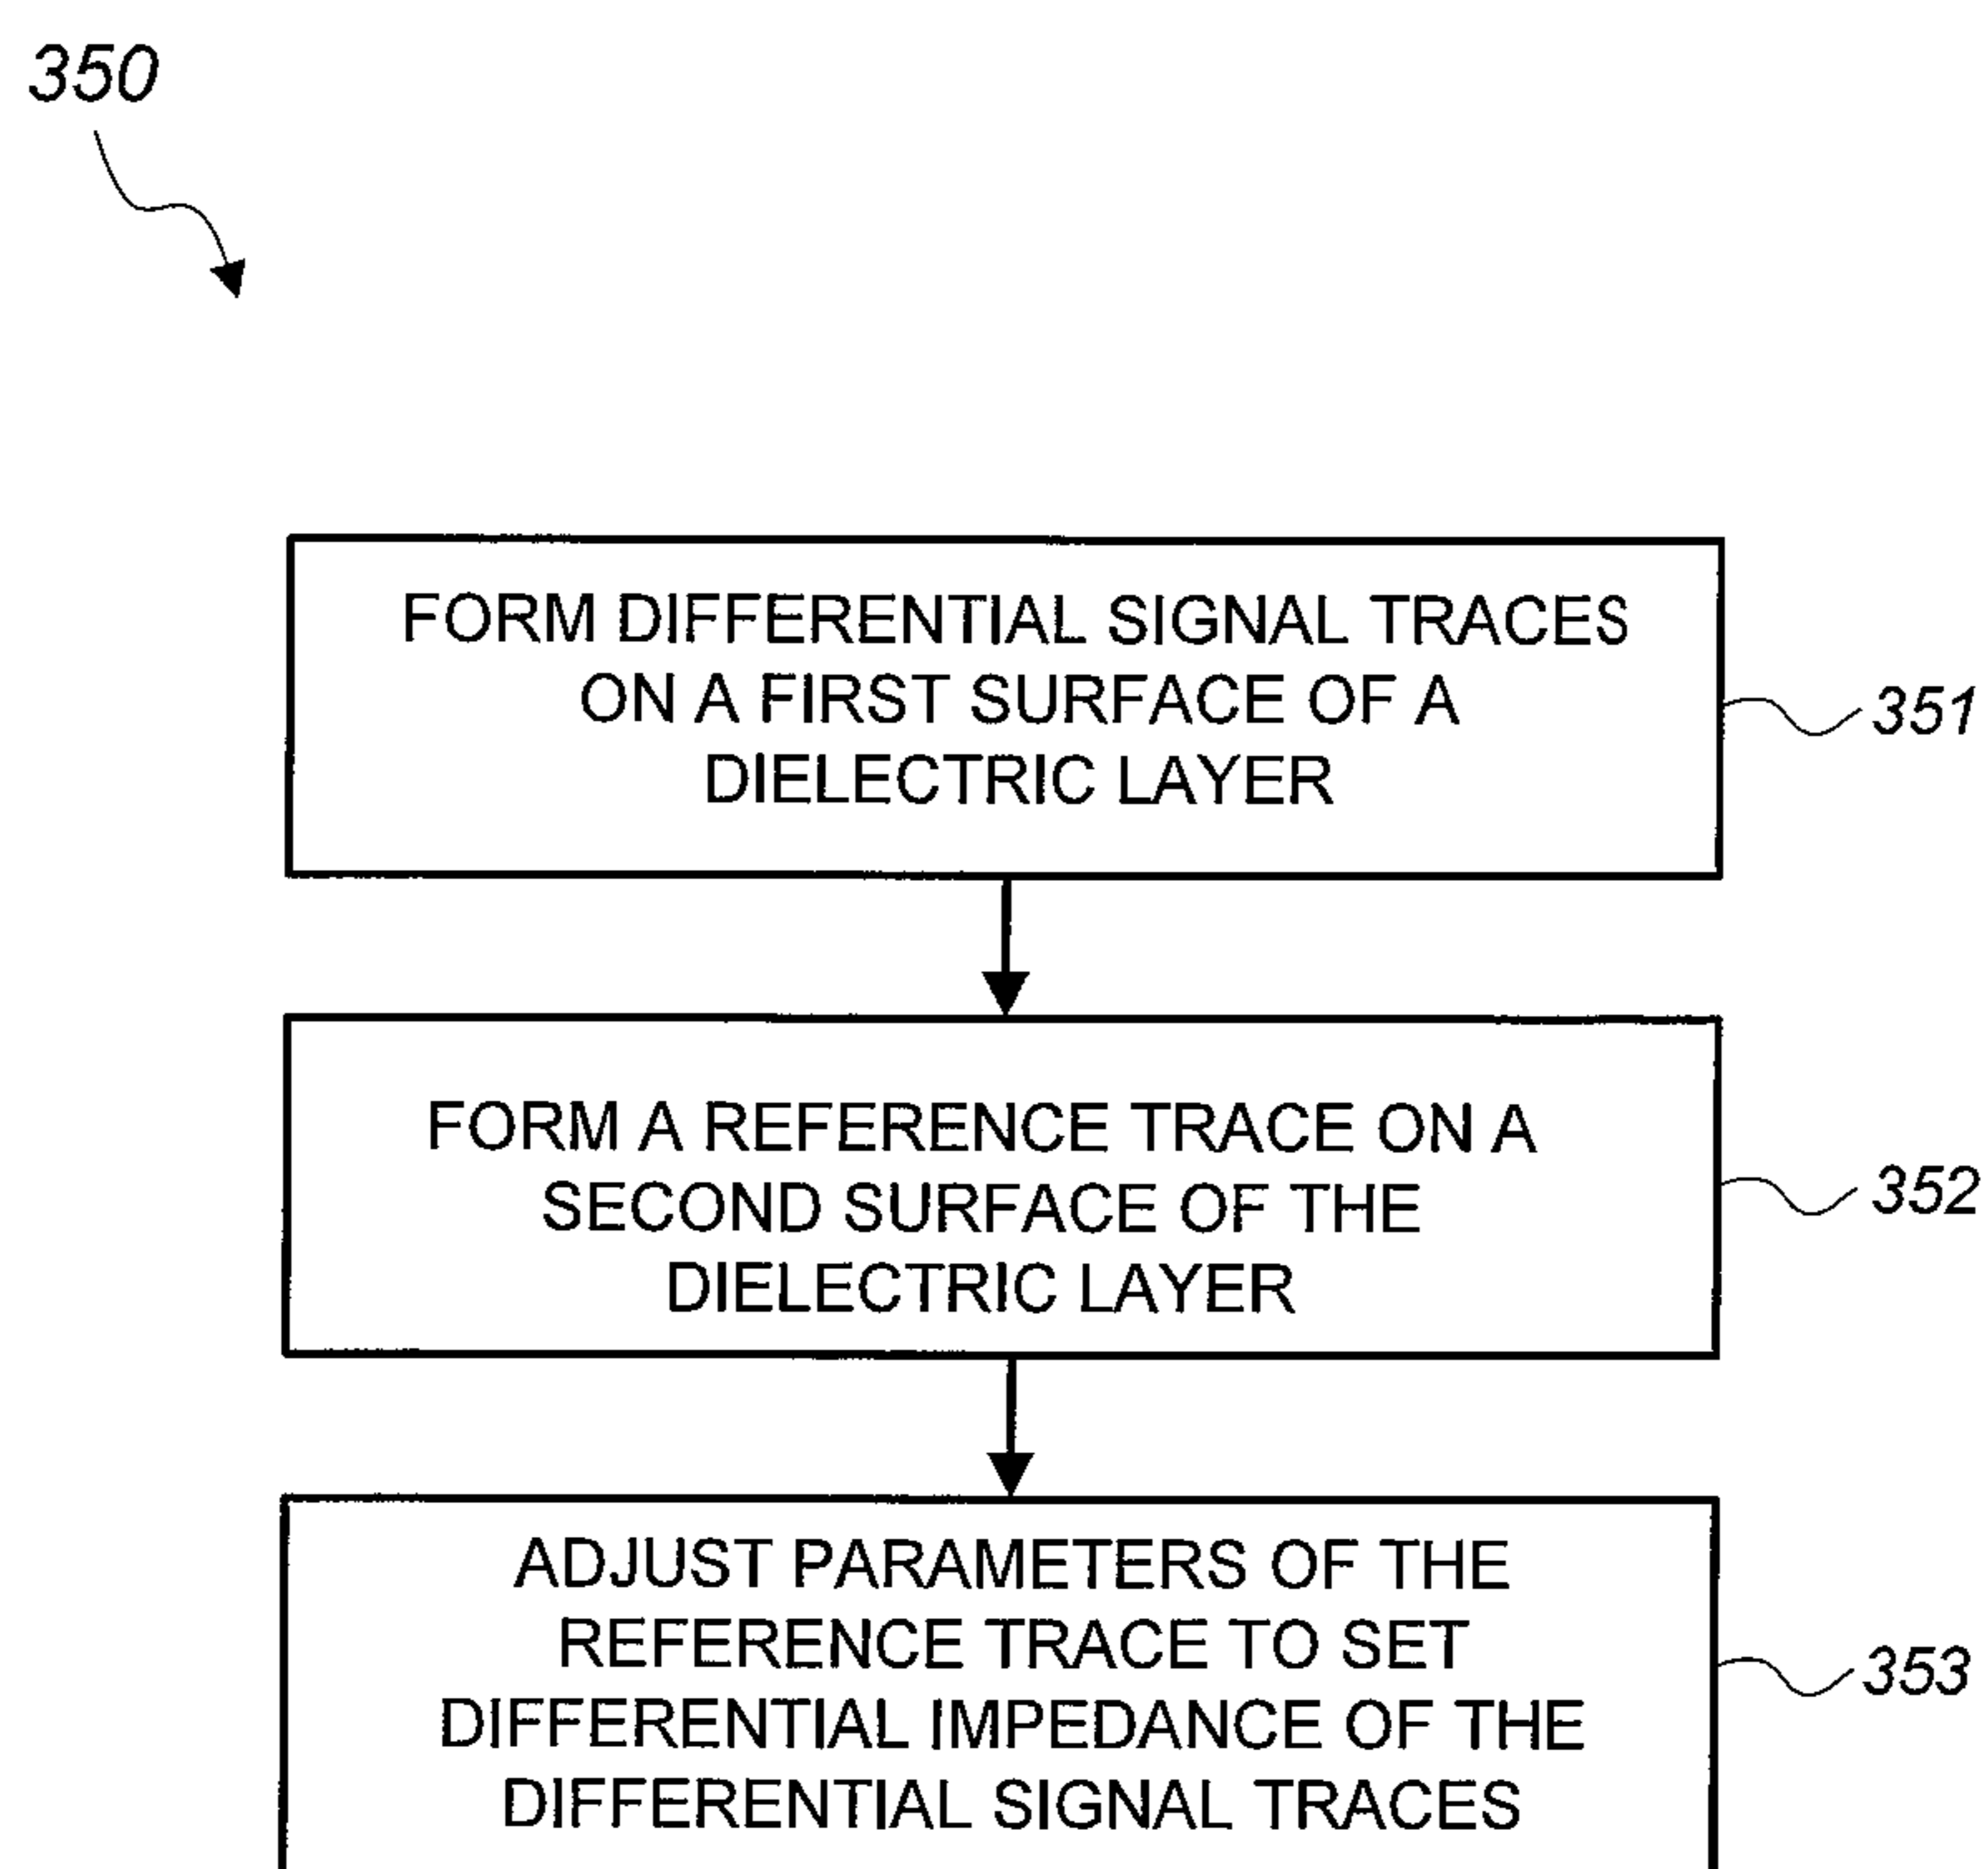 350
FORM DIFFERENTIAL SIGNAL TRACES
ON A FIRST SURFACE OF A
DIELECTRIC LAYER
351
FORM A REFERENCE TRACE ON A
SECOND SURFACE OF THE
DIELECTRIC LAYER
352
ADJUST PARAMETERS OF THE
REFERENCE TRACE TO SET
DIFFERENTIAL IMPEDANCE OF THE
DIFFERENTIAL SIGNAL TRACES
353